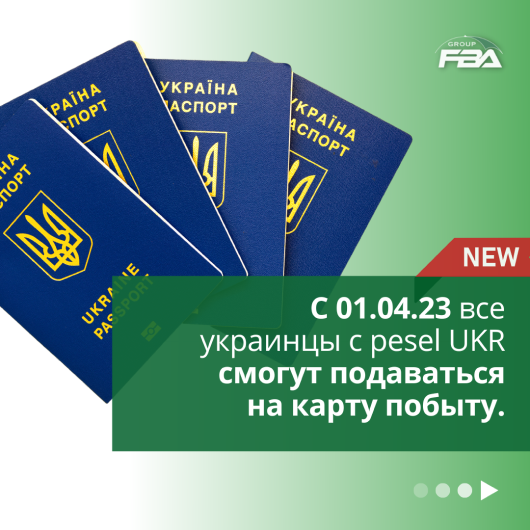 GROUP
FBA
УКРАЇНА
ПАСПОРТ
УКРАЇНА
ПАСПОРТ
УКРАЇНА
UKRAINE
PASSPORT
NEW
С 01.04.23 все
украинцы с pesel UKR
смогут подаваться
на карту побыту.